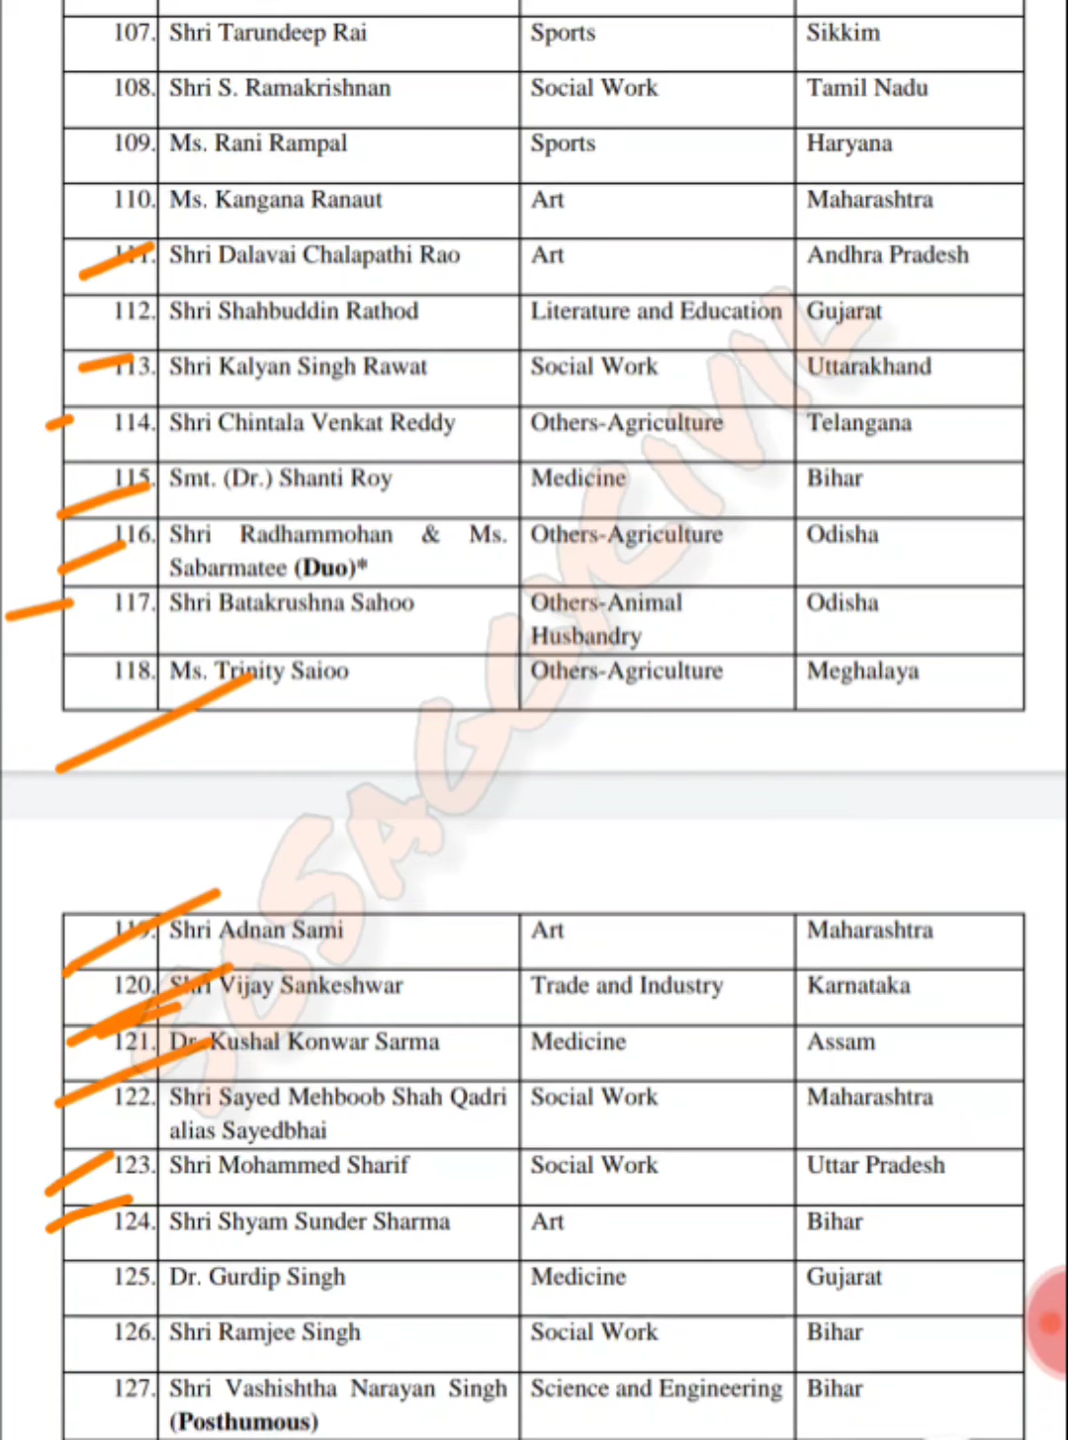 107. Shri Tarundeep Rai Sports Sikkim
108. Shri S. Ramakrishnan Social Work Tamil Nadu
109. Ms. Rani Rampal Sports Haryana
110. Ms. Kangana Ranaut Art Maharashtra
111. Shri Dalavai Chalapathi Rao Art Andhra Pradesh
112. Shri Shahbuddin Rathod Literature and Education Gujarat
113. Shri Kalyan Singh Rawat Social Work Uttarakhand
114. Shri Chintala Venkat Reddy Others-Agriculture Telangana
115. Smt. (Dr.) Shanti Roy Medicine Bihar
116. Shri Radhammohan & Ms. Others-Agriculture Odisha
Sabarmatee (Duo)*
117. Shri Batakrushna Sahoo Others-Animal Odisha
Husbandry
118. Ms. Trinity Saioo Others-Agriculture Meghalaya
119. Shri Adnan Sami Art Maharashtra
120. Shri Vijay Sankeshwar Trade and Industry Karnataka
121. Dr. Kushal Konwar Sarma Medicine Assam
122. Shri Sayed Mehboob Shah Qadri Social Work Maharashtra
alias Sayedbhai
123. Shri Mohammed Sharif Social Work Uttar Pradesh
124. Shri Shyam Sunder Sharma Art Bihar
125. Dr. Gurdip Singh Medicine Gujarat
126. Shri Ramjee Singh Social Work Bihar
127. Shri Vashishtha Narayan Singh Science and Engineering Bihar
(Posthumous)